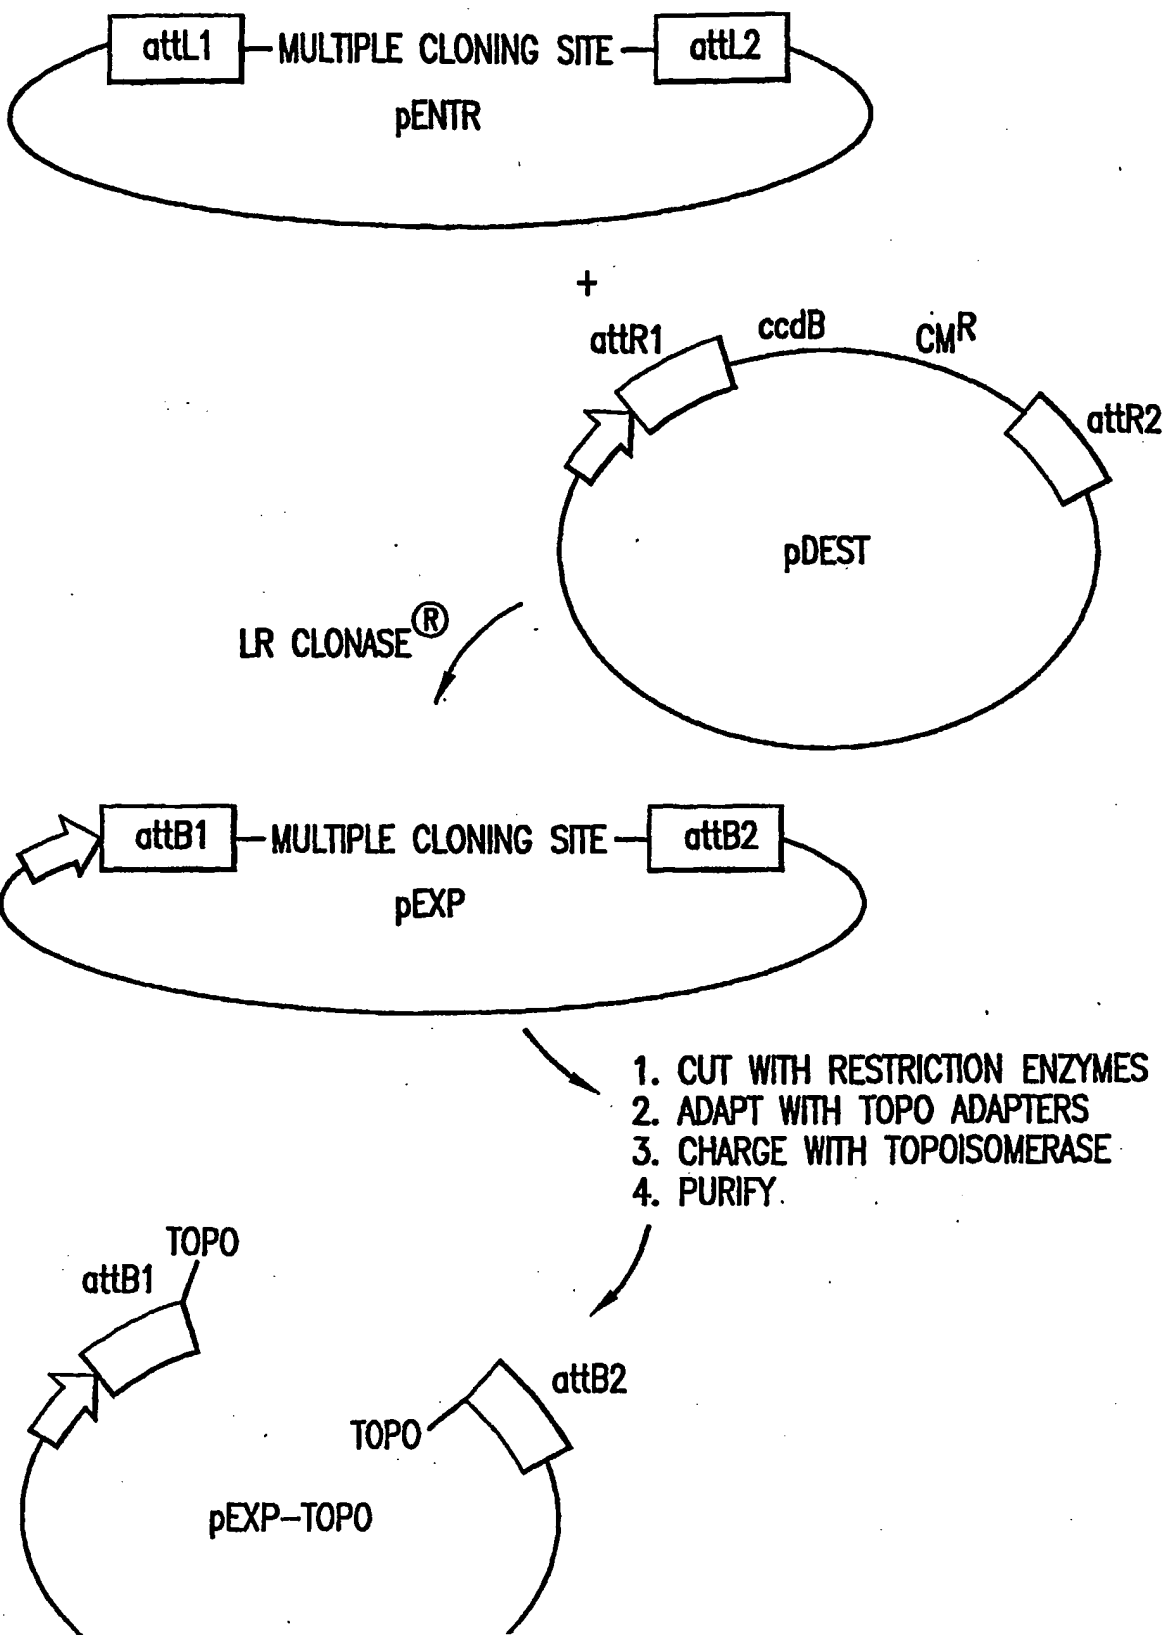 attL1 MULTIPLE CLONING SITE attL2
pENTR
+
attR1 ccdB CMR
attR2
pDEST
LR CLONASE®
attB1 MULTIPLE CLONING SITE attB2
pEXP
1. CUT WITH RESTRICTION ENZYMES
2. ADAPT WITH TOPO ADAPTERS
3. CHARGE WITH TOPOISOMERASE
4. PURIFY
TOPO
attB1
attB2
TOPO
pEXP-TOPO